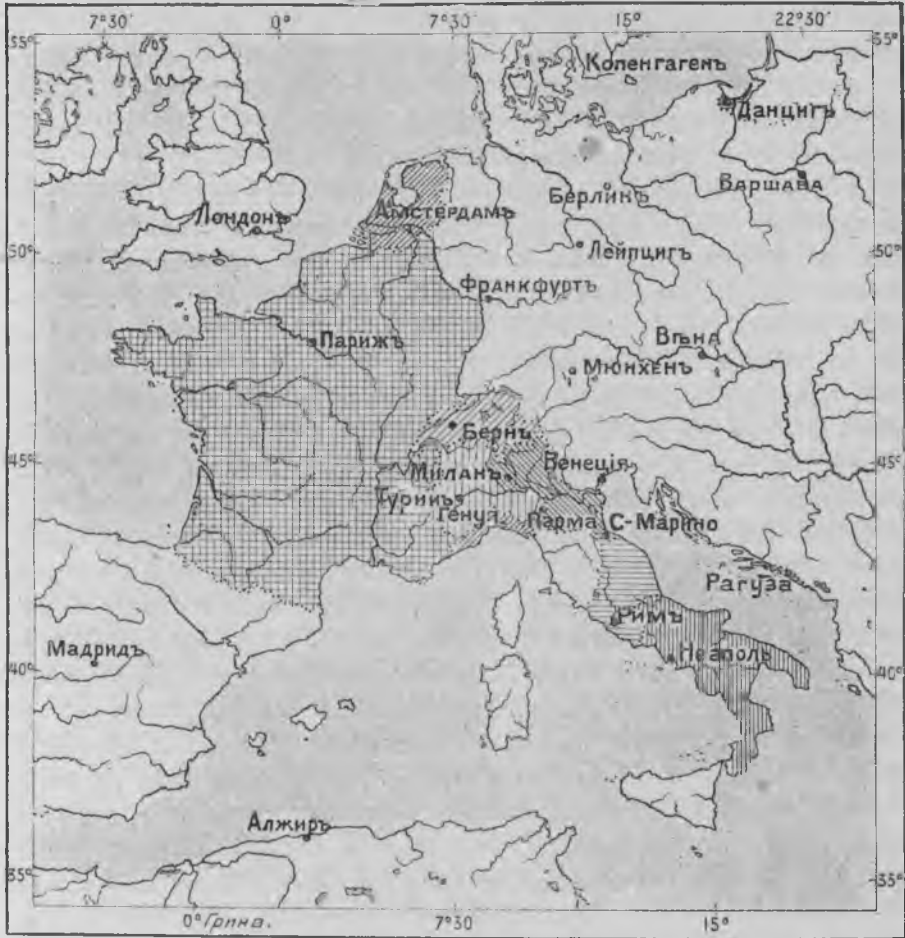 7°30 0° 7°30 15° 22°30
55° 55°
Копенгагенъ
Данцигъ
Варшава
Берлинъ
Амстердамъ
Лондонъ
Лейпцигъ
50° 50°
Франкфуртъ
Парижъ
Вѣна
Мюнхенъ
Бернъ
45° 45°
Миланъ
Венеція
Туринъ
Генуя
Парма
С-Марино
Рагуза
Римъ
Неаполь
Мадридъ
40° 40°
Алжиръ
35° 35°
0° Грина. 7°30 15°